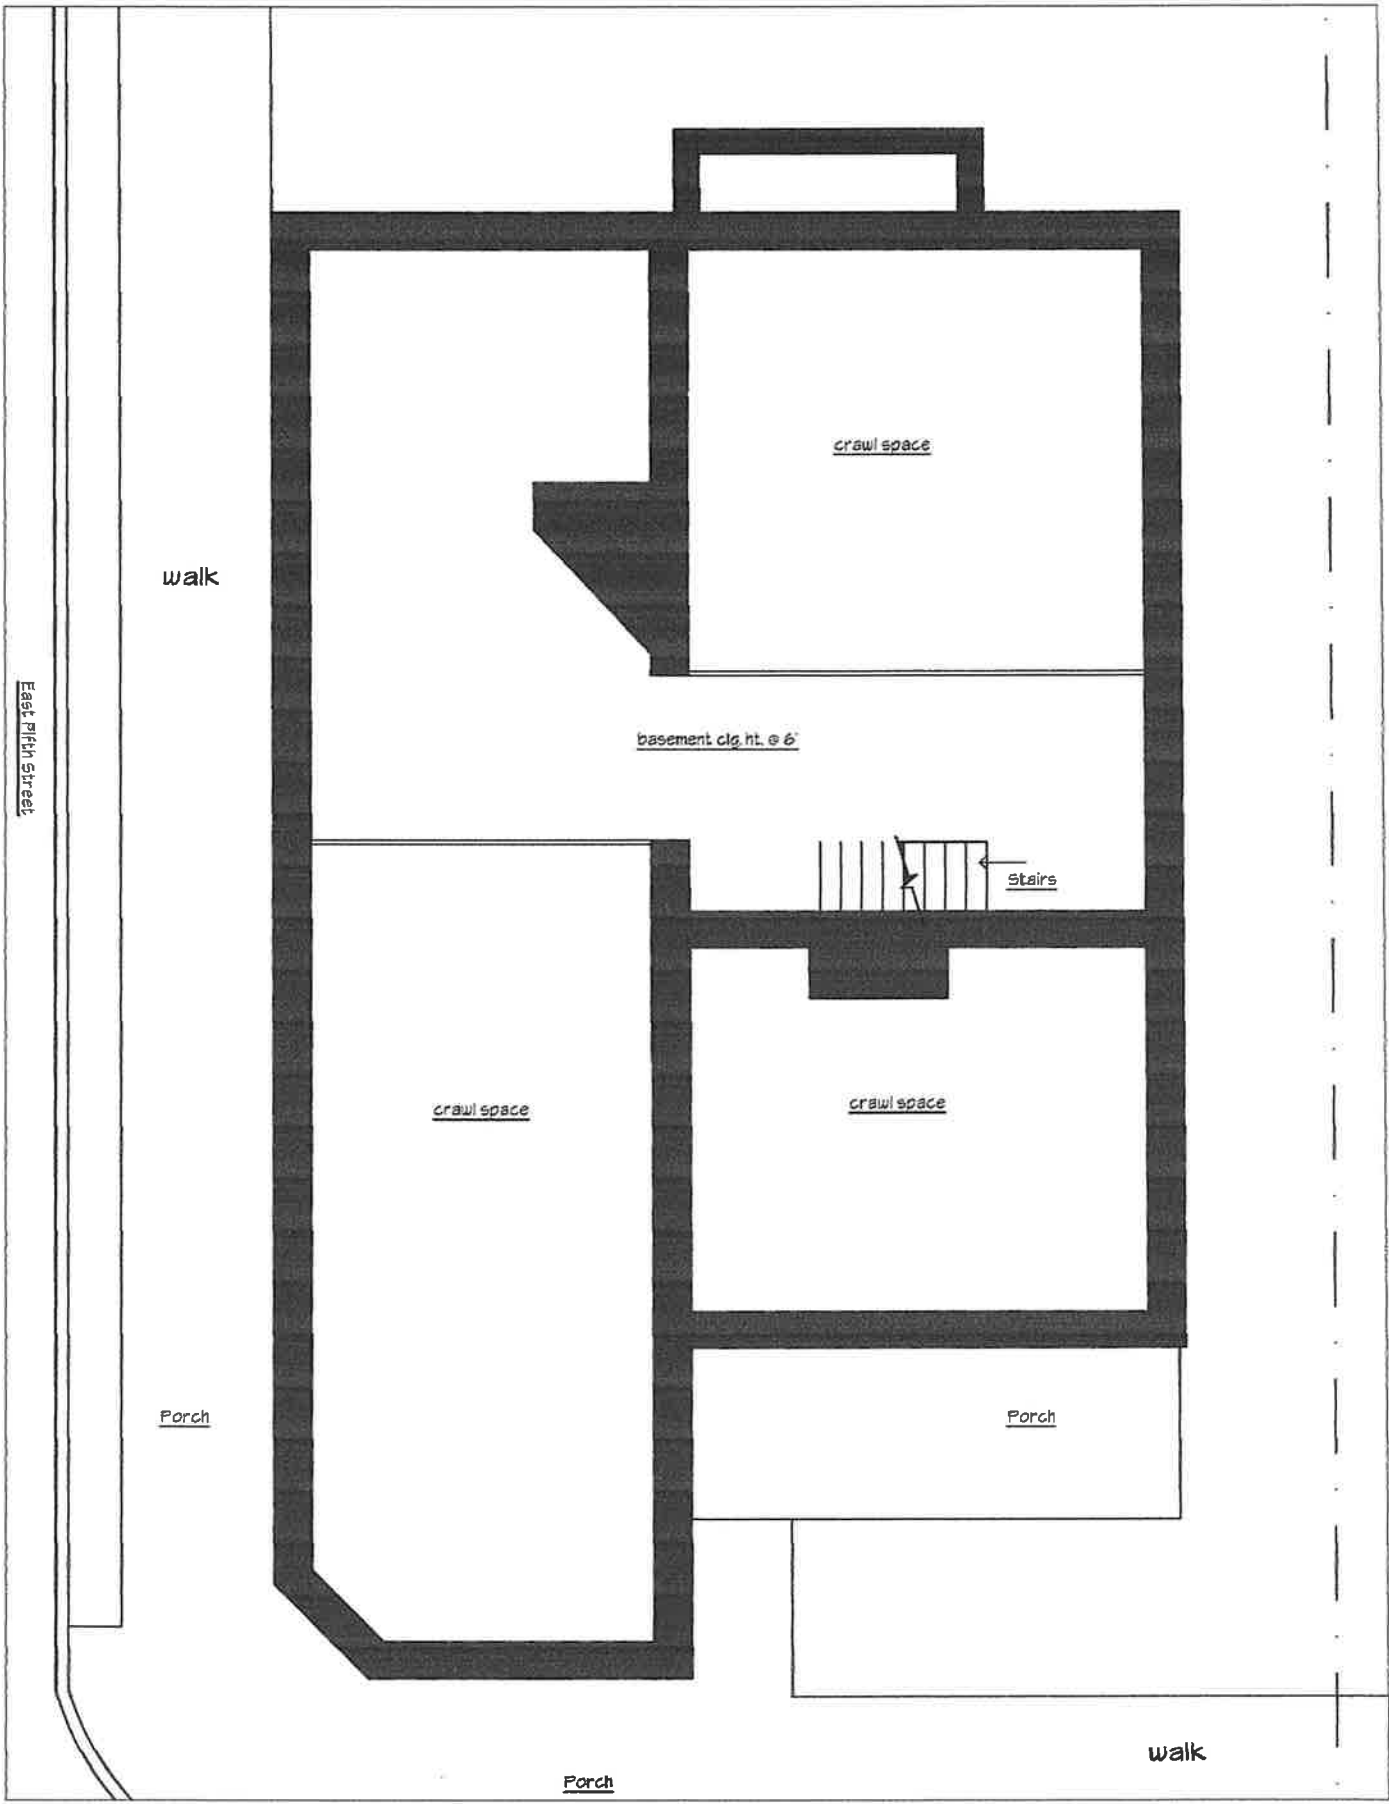 crawl space
walk
East Fifth Street
basement clg. ht. @ 6'
Stairs
crawl space
crawl space
Porch
Porch
walk
Porch